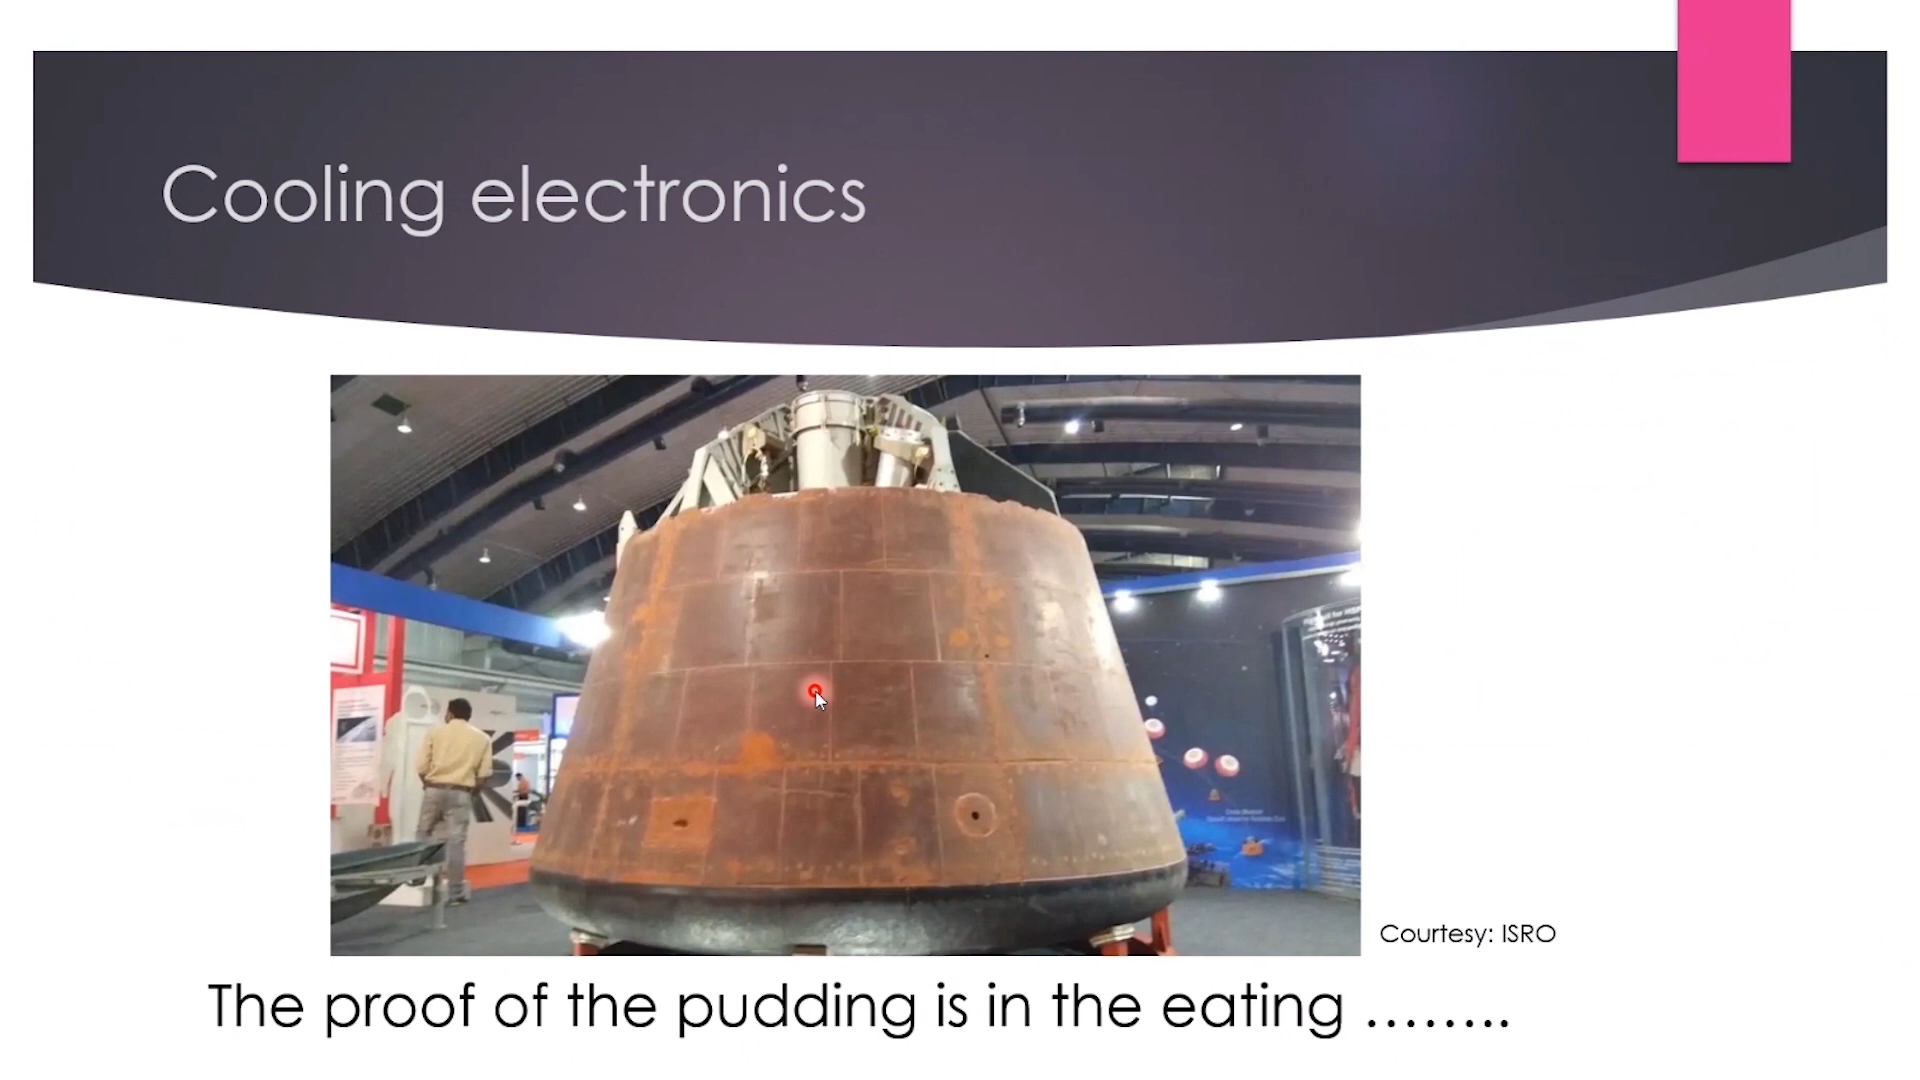 Cooling electronics
Courtesy: ISRO
The proof of the pudding is in the eating ........